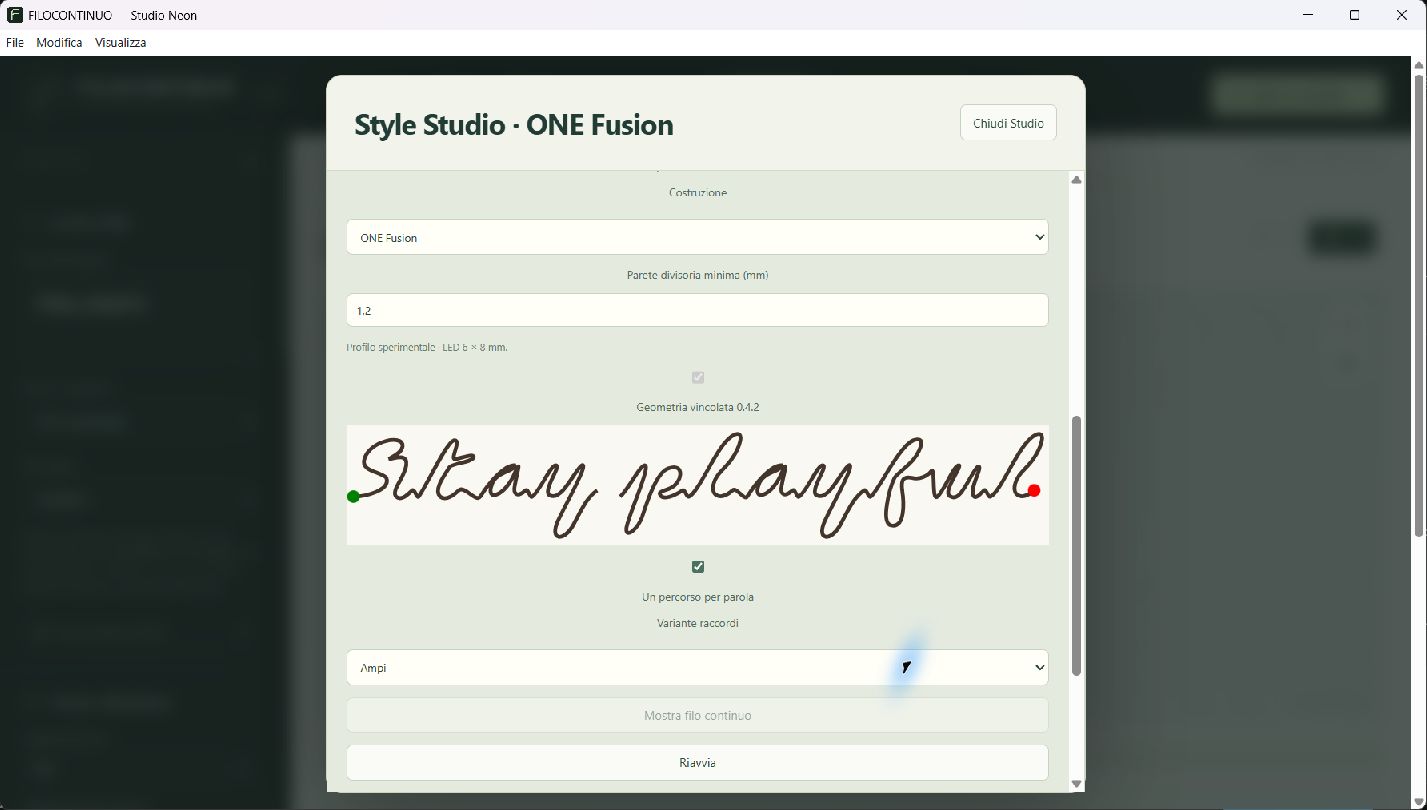 FILOCONTINUO — Studio Neon
File Modifica Visualizza
Style Studio · ONE Fusion
Chiudi Studio
Costruzione
ONE Fusion
Parete divisoria minima (mm)
1.2
Profilo sperimentale · LED 6 × 8 mm.
Geometria vincolata 0.4.2
Stay playful
Un percorso per parola
Variante raccordi
Ampi
Mostra filo continuo
Riavvia